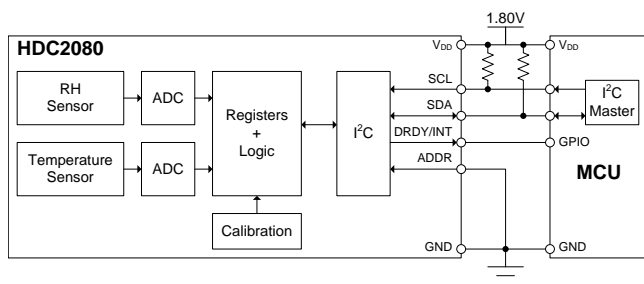 1.80V
HDC2080
VDD
VDD
RH
Sensor
ADC
Registers
+
Logic
I2C
SCL
SDA
DRDY/INT
ADDR
I2C
Master
GPIO
MCU
Temperature
Sensor
ADC
Calibration
GND
GND